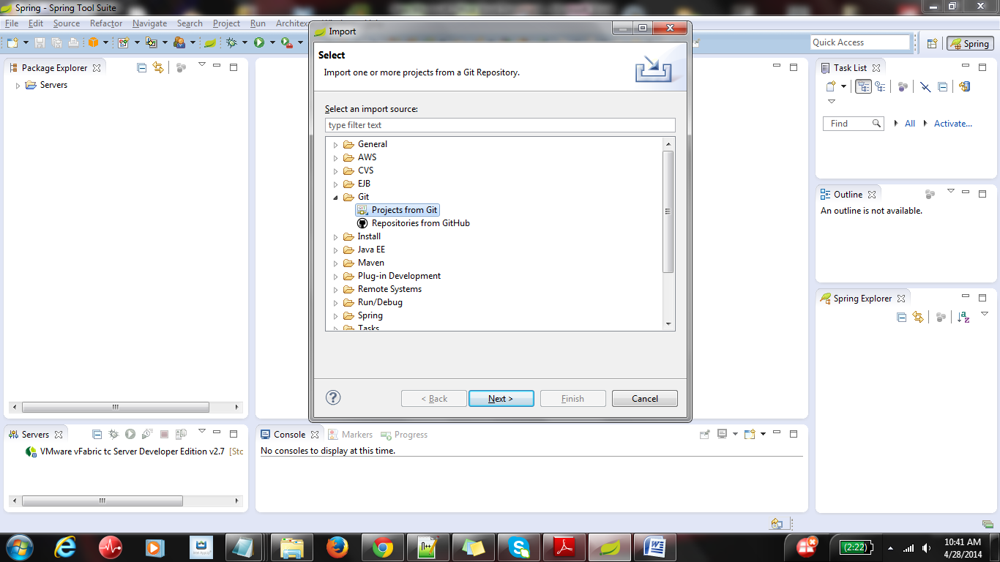 Spring - Spring Tool Suite
File Edit Source Refactor Navigate Search Project Run
Quick Access
Spring
Package Explorer
Servers
Import
Select
Import one or more projects from a Git Repository.
Select an import source:
type filter text
General
AWS
CVS
EJB
Git
Projects from Git
Repositories from GitHub
Install
Java EE
Maven
Plug-in Development
Remote Systems
Run/Debug
Spring
Tasks
< Back
Next >
Finish
Cancel
Task List
Find
All
Activate...
Outline
An outline is not available.
Spring Explorer
Servers
VMware vFabric tc Server Developer Edition v2.7 [Stc
Console
Markers
Progress
No consoles to display at this time.
(2:22)
10:41 AM
4/28/2014